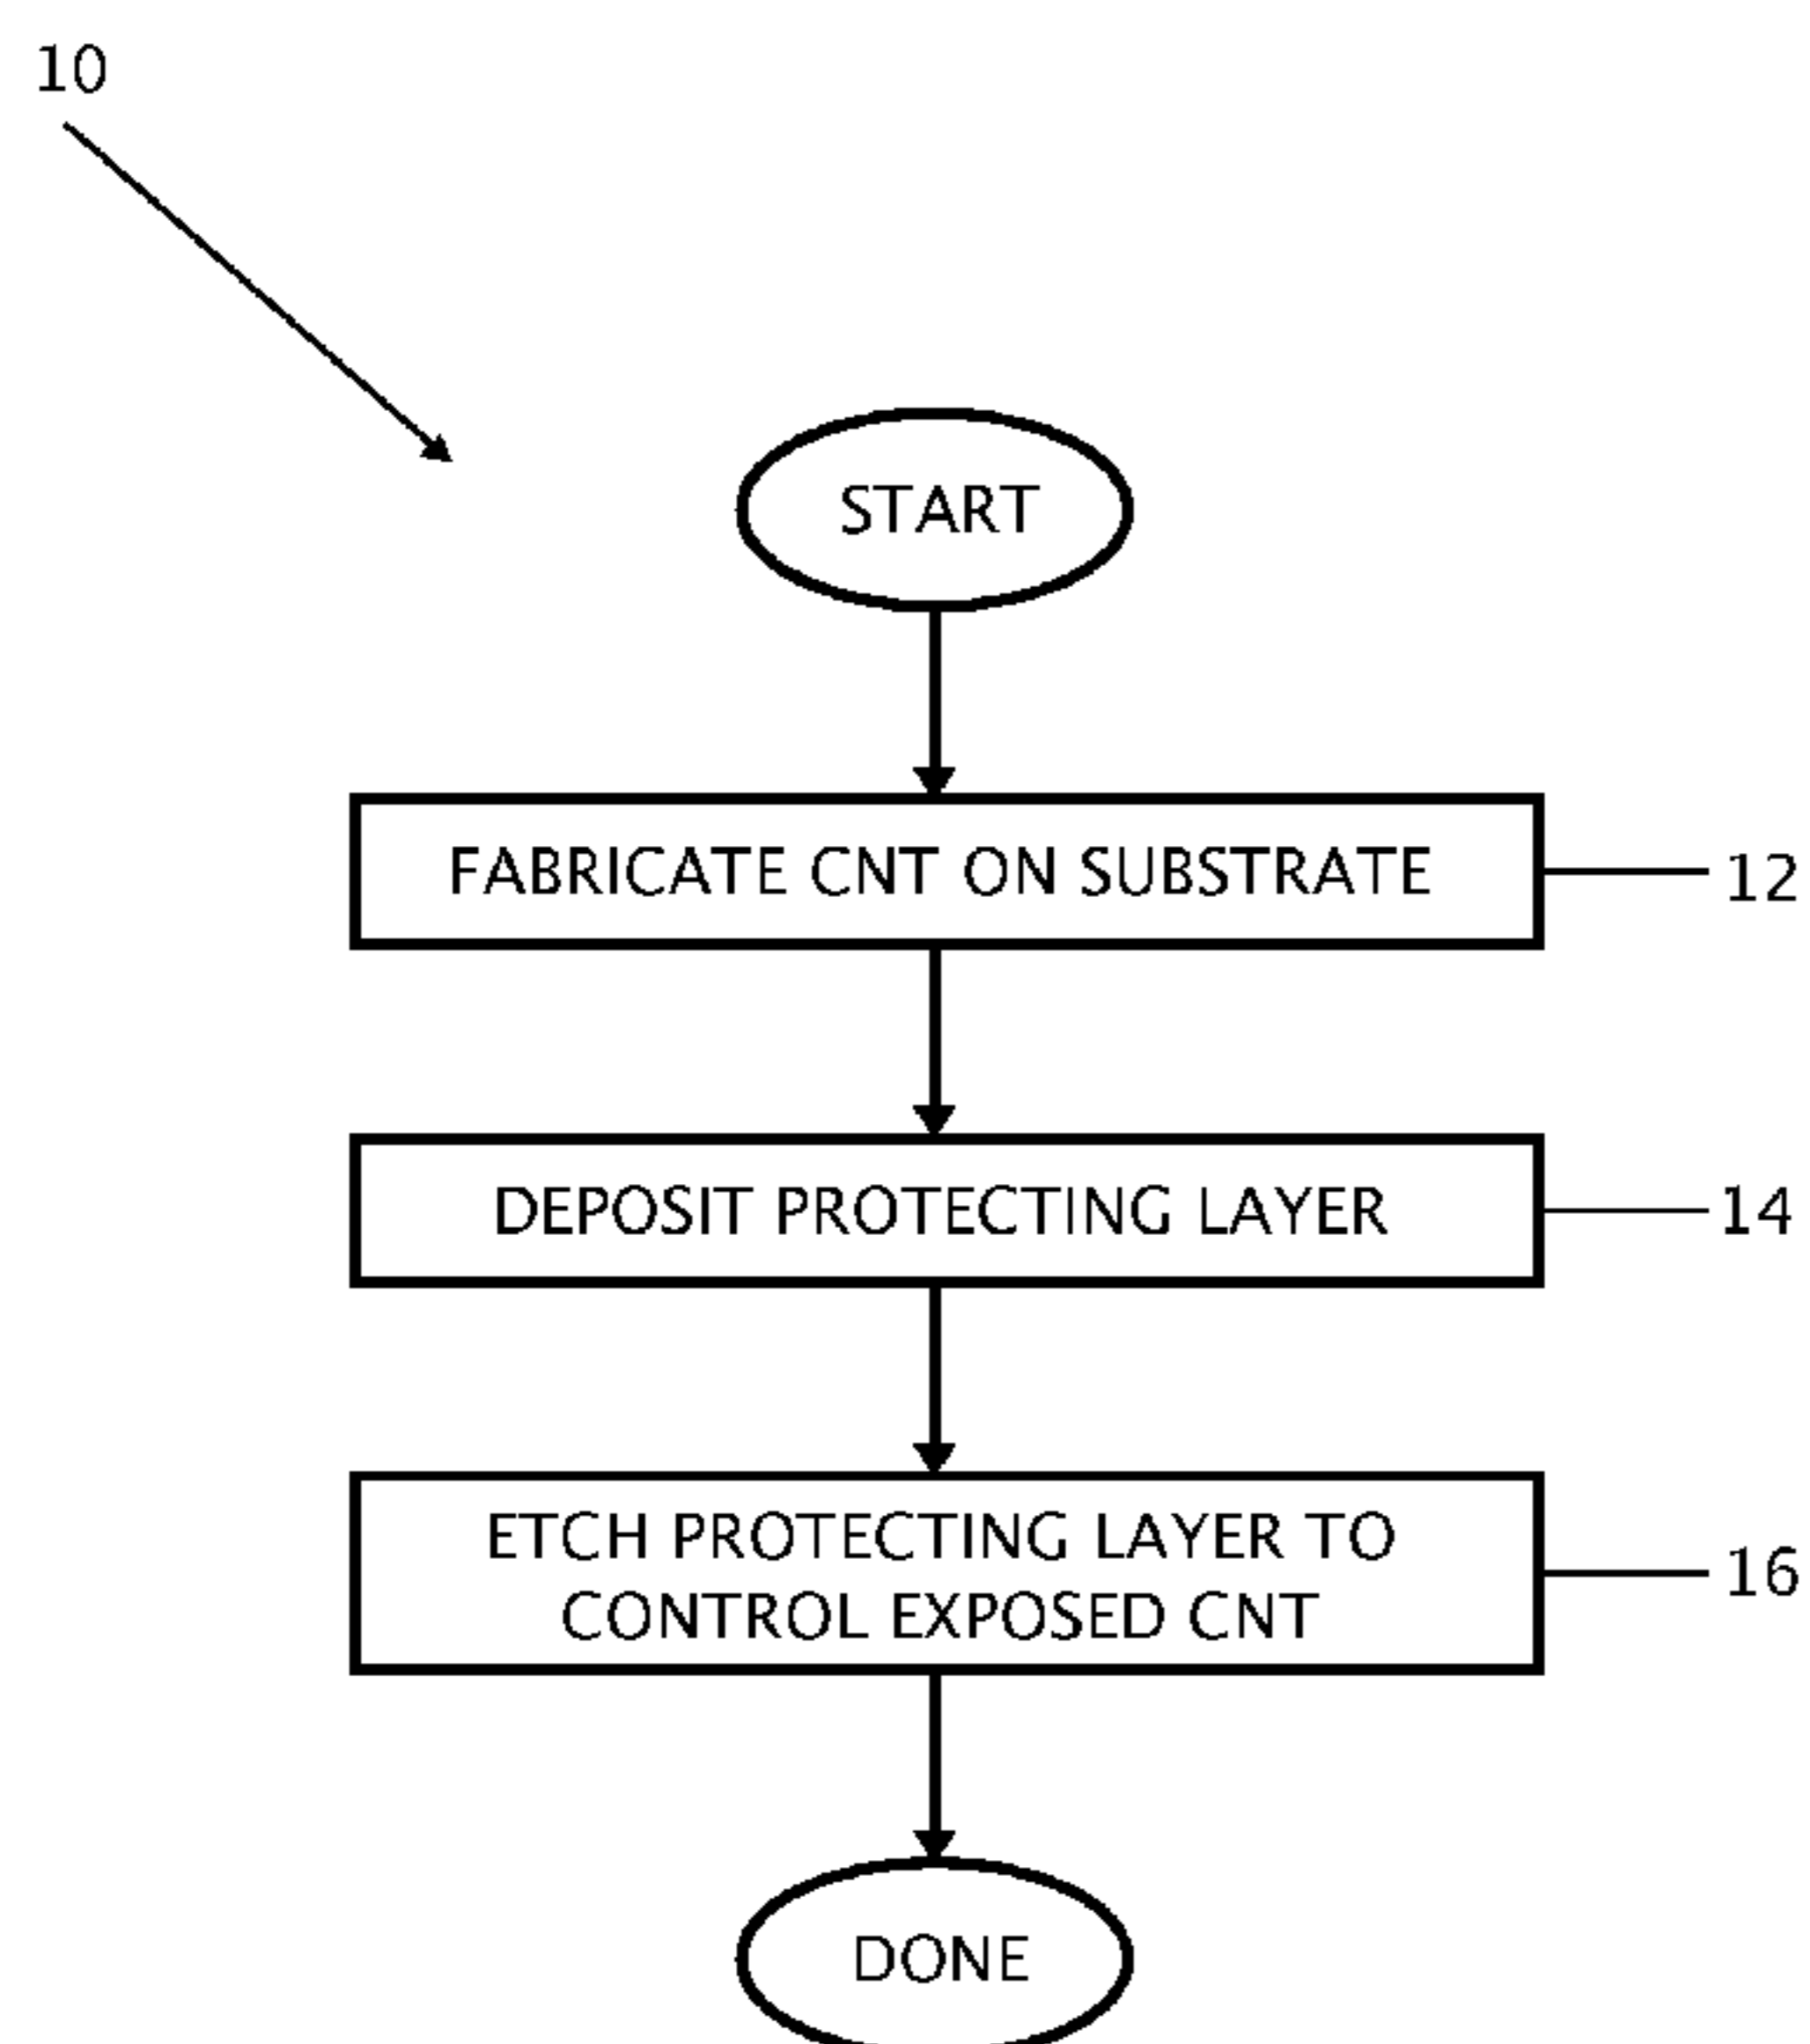 10
START
FABRICATE CNT ON SUBSTRATE
12
DEPOSIT PROTECTING LAYER
14
ETCH PROTECTING LAYER TO
CONTROL EXPOSED CNT
16
DONE